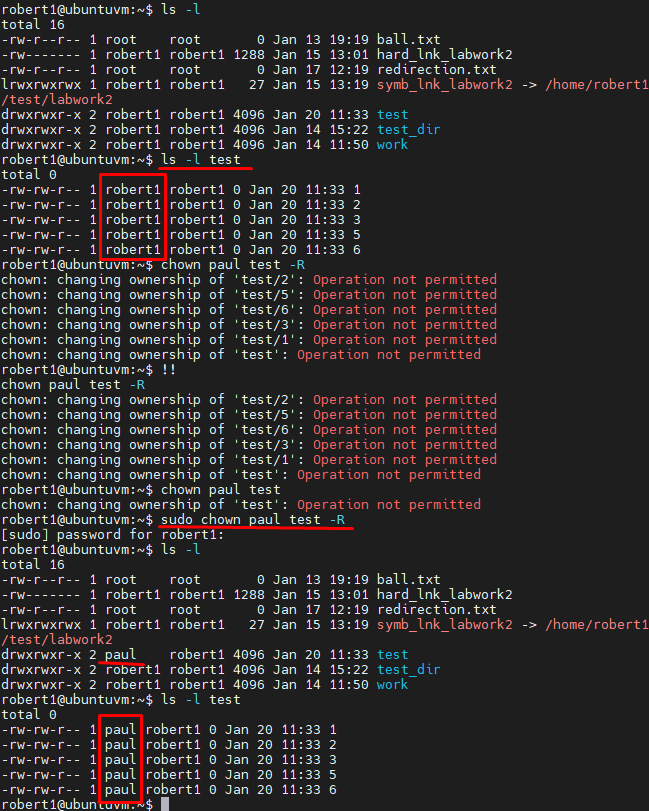 robert1@ubuntuvm:~$ ls -l
total 16
-rw-r--r-- 1 root    root       0 Jan 13 19:19 ball.txt
-rw------- 1 robert1 robert1 1288 Jan 15 13:01 hard_lnk_labwork2
-rw-r--r-- 1 root    root       0 Jan 17 12:19 redirection.txt
lrwxrwxrwx 1 robert1 robert1   27 Jan 15 13:19 symb_lnk_labwork2 -> /home/robert1
/test/labwork2
drwxrwxr-x 2 robert1 robert1 4096 Jan 20 11:33 test
drwxrwxr-x 2 robert1 robert1 4096 Jan 14 15:22 test_dir
drwxrwxr-x 2 robert1 robert1 4096 Jan 14 11:50 work
robert1@ubuntuvm:~$ ls -l test
total 0
-rw-rw-r-- 1 robert1 robert1 0 Jan 20 11:33 1
-rw-rw-r-- 1 robert1 robert1 0 Jan 20 11:33 2
-rw-rw-r-- 1 robert1 robert1 0 Jan 20 11:33 3
-rw-rw-r-- 1 robert1 robert1 0 Jan 20 11:33 5
-rw-rw-r-- 1 robert1 robert1 0 Jan 20 11:33 6
robert1@ubuntuvm:~$ chown paul test -R
chown: changing ownership of 'test/2': Operation not permitted
chown: changing ownership of 'test/5': Operation not permitted
chown: changing ownership of 'test/6': Operation not permitted
chown: changing ownership of 'test/3': Operation not permitted
chown: changing ownership of 'test/1': Operation not permitted
chown: changing ownership of 'test': Operation not permitted
robert1@ubuntuvm:~$ !!
chown paul test -R
chown: changing ownership of 'test/2': Operation not permitted
chown: changing ownership of 'test/5': Operation not permitted
chown: changing ownership of 'test/6': Operation not permitted
chown: changing ownership of 'test/3': Operation not permitted
chown: changing ownership of 'test/1': Operation not permitted
chown: changing ownership of 'test': Operation not permitted
robert1@ubuntuvm:~$ chown paul test
chown: changing ownership of 'test': Operation not permitted
robert1@ubuntuvm:~$ sudo chown paul test -R
[sudo] password for robert1:
robert1@ubuntuvm:~$ ls -l
total 16
-rw-r--r-- 1 root    root       0 Jan 13 19:19 ball.txt
-rw------- 1 robert1 robert1 1288 Jan 15 13:01 hard_lnk_labwork2
-rw-r--r-- 1 root    root       0 Jan 17 12:19 redirection.txt
lrwxrwxrwx 1 robert1 robert1   27 Jan 15 13:19 symb_lnk_labwork2 -> /home/robert1
/test/labwork2
drwxrwxr-x 2 paul    robert1 4096 Jan 20 11:33 test
drwxrwxr-x 2 robert1 robert1 4096 Jan 14 15:22 test_dir
drwxrwxr-x 2 robert1 robert1 4096 Jan 14 11:50 work
robert1@ubuntuvm:~$ ls -l test
total 0
-rw-rw-r-- 1 paul robert1 0 Jan 20 11:33 1
-rw-rw-r-- 1 paul robert1 0 Jan 20 11:33 2
-rw-rw-r-- 1 paul robert1 0 Jan 20 11:33 3
-rw-rw-r-- 1 paul robert1 0 Jan 20 11:33 5
-rw-rw-r-- 1 paul robert1 0 Jan 20 11:33 6
robert1@ubuntuvm:~$